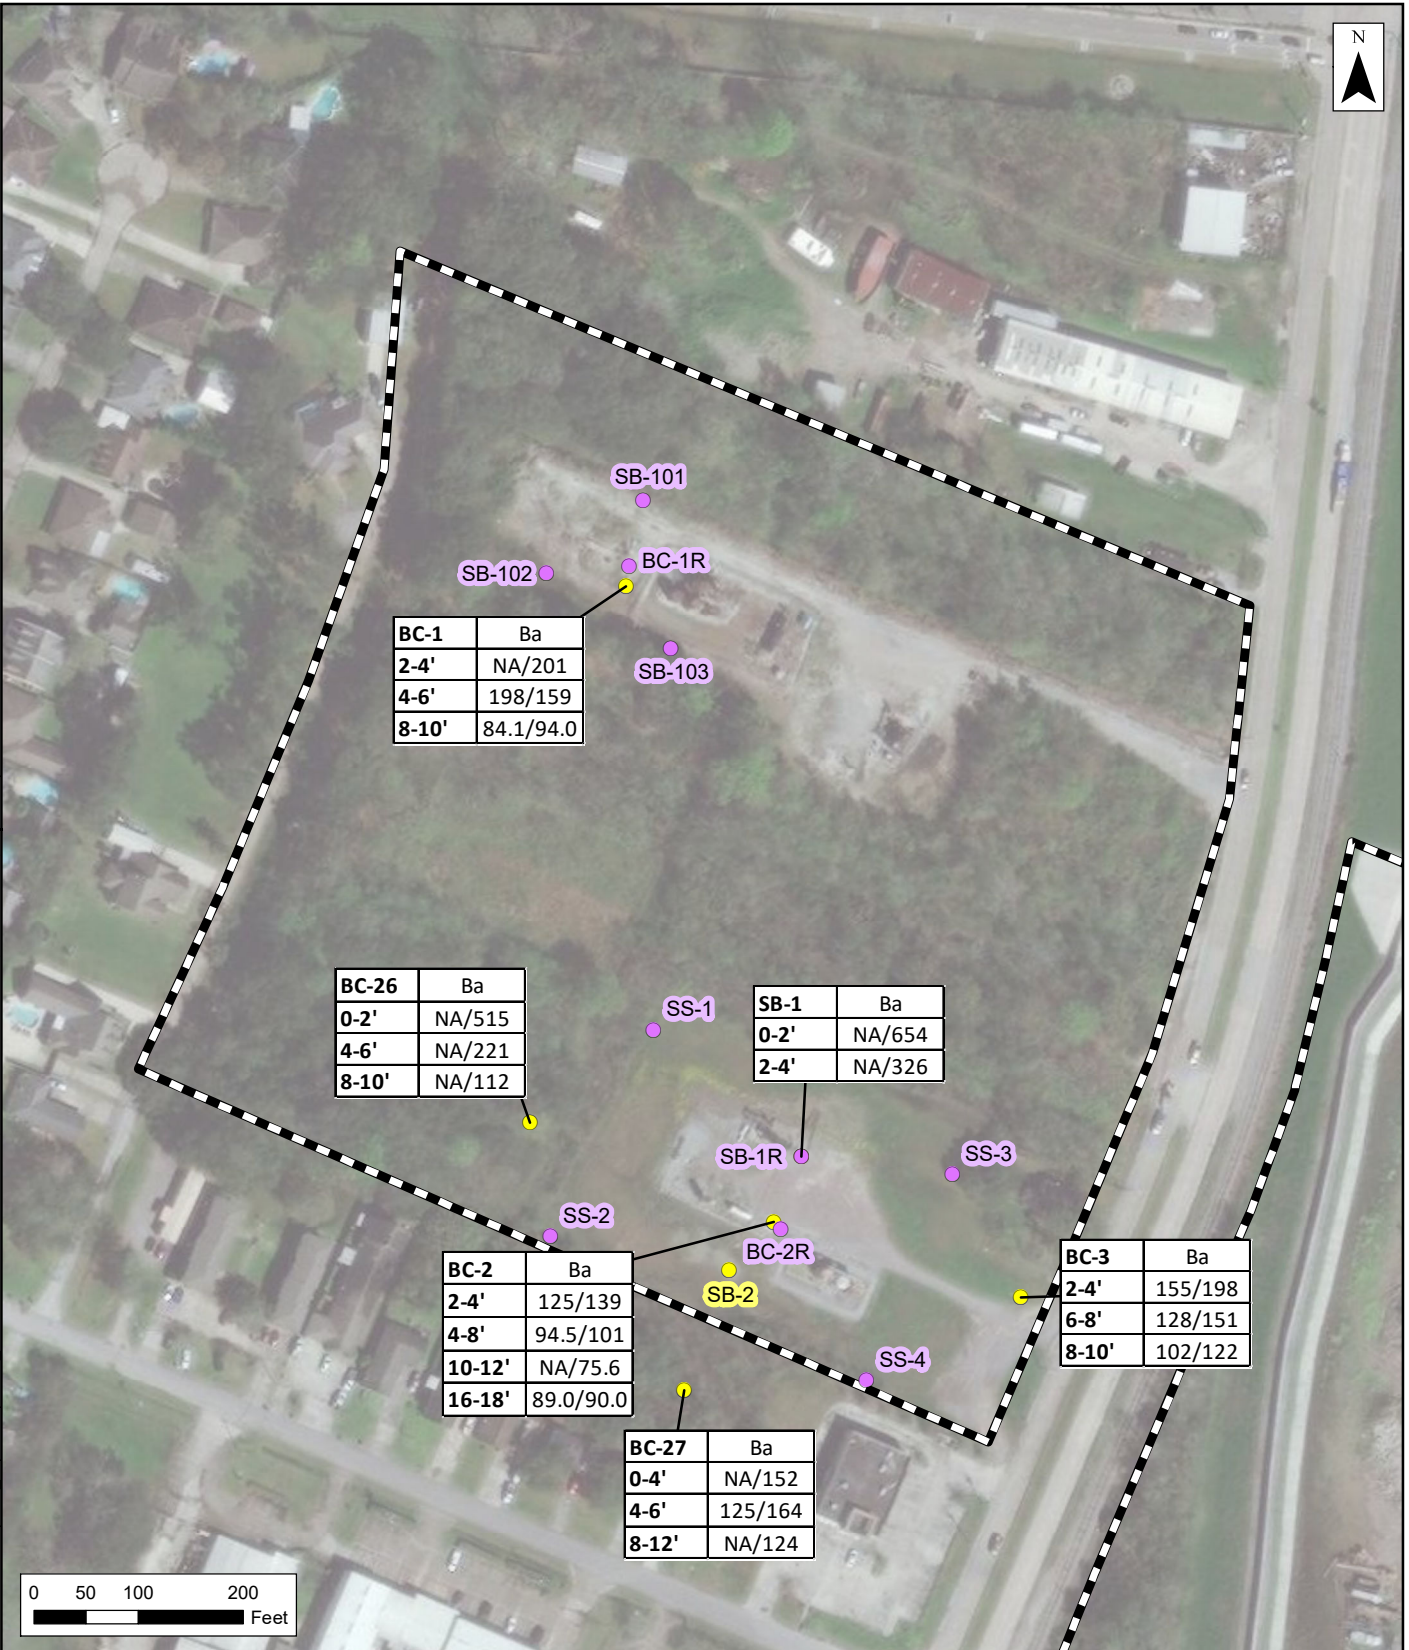 N
SB-101
BC-1R
SB-102
BC-1 Ba
2-4' NA/201
4-6' 198/159
8-10' 84.1/94.0
SB-103
BC-26 Ba
0-2' NA/515
4-6' NA/221
8-10' NA/112
SS-1
SB-1 Ba
0-2' NA/654
2-4' NA/326
SB-1R
SS-3
SS-2
BC-2R
BC-2 Ba
2-4' 125/139
4-8' 94.5/101
10-12' NA/75.6
16-18' 89.0/90.0
SB-2
BC-3 Ba
2-4' 155/198
6-8' 128/151
8-10' 102/122
SS-4
BC-27 Ba
0-4' NA/152
4-6' 125/164
8-12' NA/124
0 50 100 200
Feet